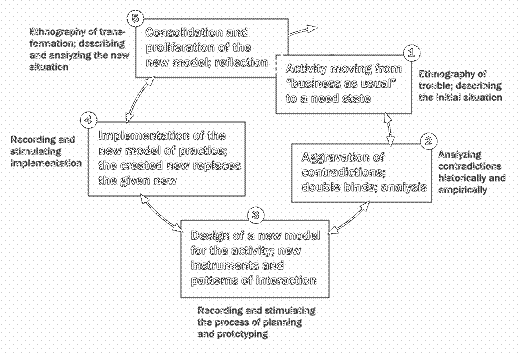 5
Consolidation and
proliferation of the
new model; reflection
Ethnography of trans-
formation; describing
and analyzing the new
situation
1
Activity moving from
"business as usual"
to a need state
Ethnography of
trouble; describing
the initial situation
4
Implementation of the
new model of practice;
the created new replaces
the given new
Recording and
stimulating
implementation
2
Aggravation of
contradictions;
double binds; analysis
Analyzing
contradictions
historically and
empirically
3
Design of a new model
for the activity; new
instruments and
patterns of interaction
Recording and stimulating
the process of planning
and prototyping